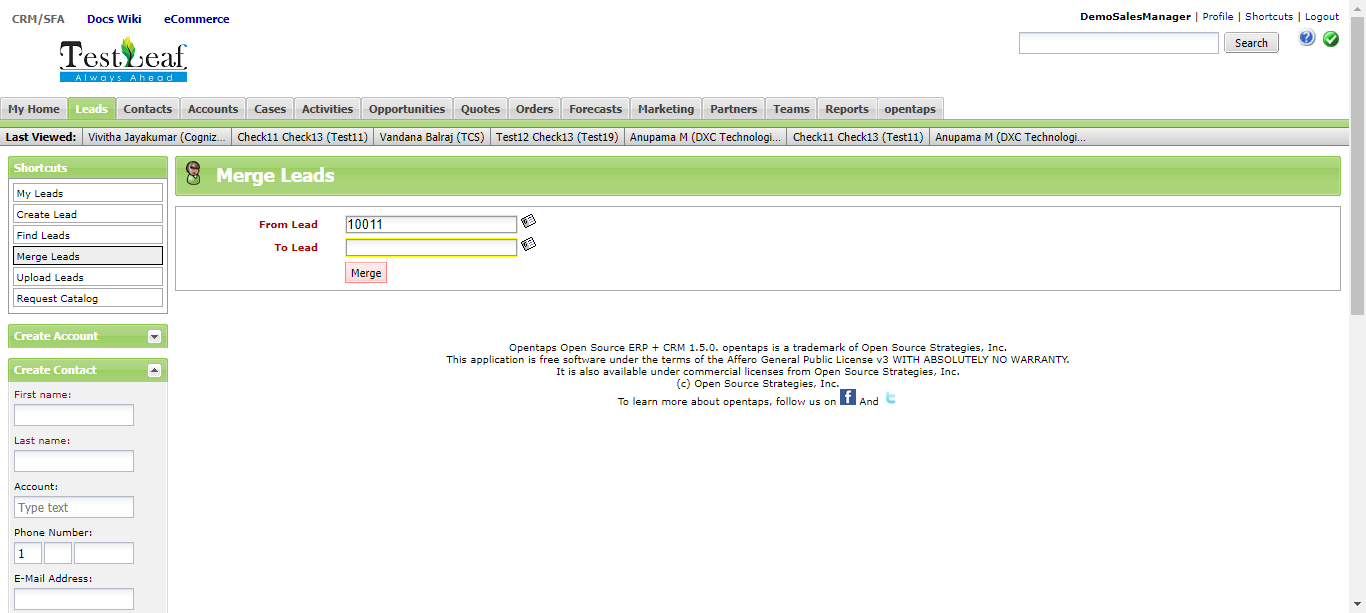 CRM/SFA Docs Wiki eCommerce
DemoSalesManager | Profile | Shortcuts | Logout
TestLeaf
Always Ahead
Search
My Home Leads Contacts Accounts Cases Activities Opportunities Quotes Orders Forecasts Marketing Partners Teams Reports opentaps
Last Viewed: Vivitha Jayakumar (Cogniz... Check11 Check13 (Test11) Vandana Balraj (TCS) Test12 Check13 (Test19) Anupama M (DXC Technologi... Check11 Check13 (Test11) Anupama M (DXC Technologi...
Shortcuts
My Leads
Create Lead
Find Leads
Merge Leads
Upload Leads
Request Catalog
Create Account
Create Contact
First name:
Last name:
Account:
Type text
Phone Number:
1
E-Mail Address:
Merge Leads
From Lead 10011
To Lead
Merge
Opentaps Open Source ERP + CRM 1.5.0. opentaps is a trademark of Open Source Strategies, Inc.
This application is free software under the terms of the Affero General Public License v3 WITH ABSOLUTELY NO WARRANTY.
It is also available under commercial licenses from Open Source Strategies, Inc.
(c) Open Source Strategies, Inc.
To learn more about opentaps, follow us on f And t